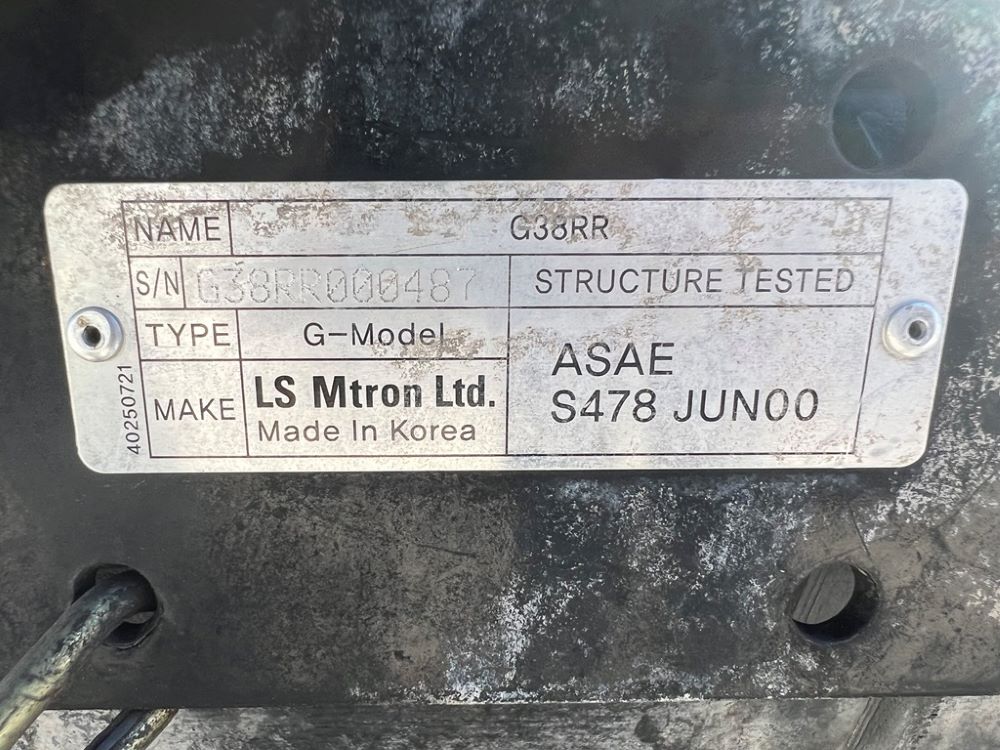 NAME G38RR
S/N G38RR000487 STRUCTURE TESTED
TYPE G-Model
ASAE
S478 JUN00
MAKE LS Mtron Ltd.
Made In Korea
40250721